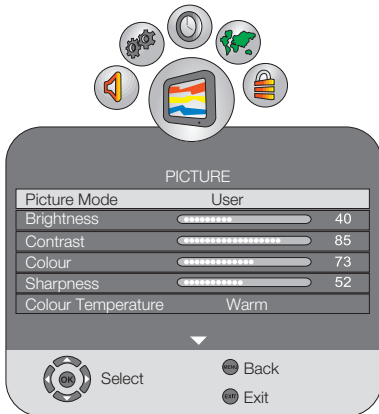 PICTURE
Picture Mode User
Brightness 40
Contrast 85
Colour 73
Sharpness 52
Colour Temperature Warm
OK Select
MENU Back
EXIT Exit